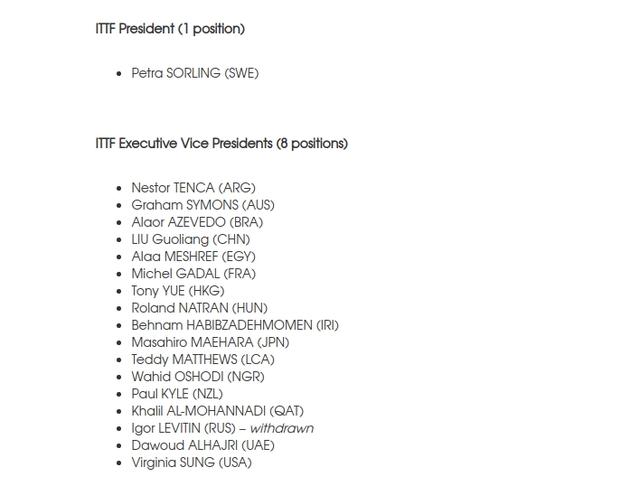 ITTF President (1 position)
• Petra SORLING (SWE)
ITTF Executive Vice Presidents (8 positions)
• Nestor TENCA (ARG)
• Graham SYMONS (AUS)
• Alaor AZEVEDO (BRA)
• LIU Guoliang (CHN)
• Alaa MESHREF (EGY)
• Michel GADAL (FRA)
• Tony YUE (HKG)
• Roland NATRAN (HUN)
• Behnam HABIBZADEHMOMEN (IRI)
• Masahiro MAEHARA (JPN)
• Teddy MATTHEWS (LCA)
• Wahid OSHODI (NGR)
• Paul KYLE (NZL)
• Khalil AL-MOHANNADI (QAT)
• Igor LEVITIN (RUS) – withdrawn
• Dawoud ALHAJRI (UAE)
• Virginia SUNG (USA)